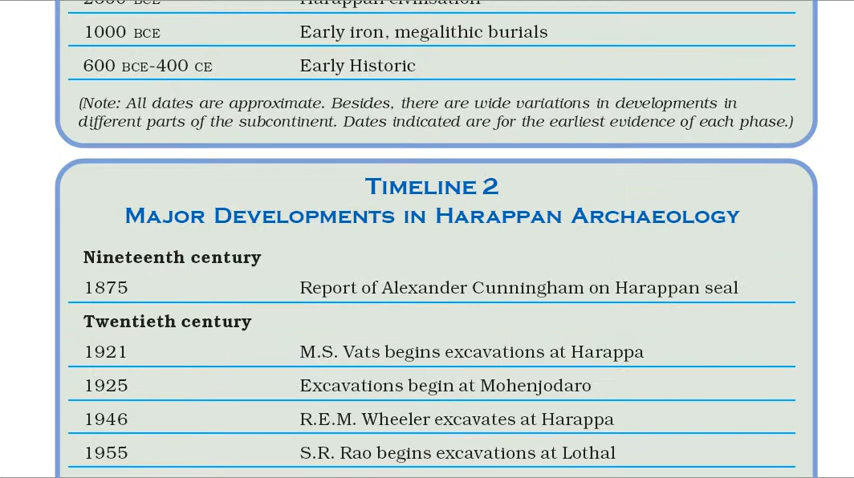 2600 BCE Harappan civilisation
1000 BCE Early iron, megalithic burials
600 BCE-400 CE Early Historic
(Note: All dates are approximate. Besides, there are wide variations in developments in
different parts of the subcontinent. Dates indicated are for the earliest evidence of each phase.)
TIMELINE 2
MAJOR DEVELOPMENTS IN HARAPPAN ARCHAEOLOGY
Nineteenth century
1875 Report of Alexander Cunningham on Harappan seal
Twentieth century
1921 M.S. Vats begins excavations at Harappa
1925 Excavations begin at Mohenjodaro
1946 R.E.M. Wheeler excavates at Harappa
1955 S.R. Rao begins excavations at Lothal